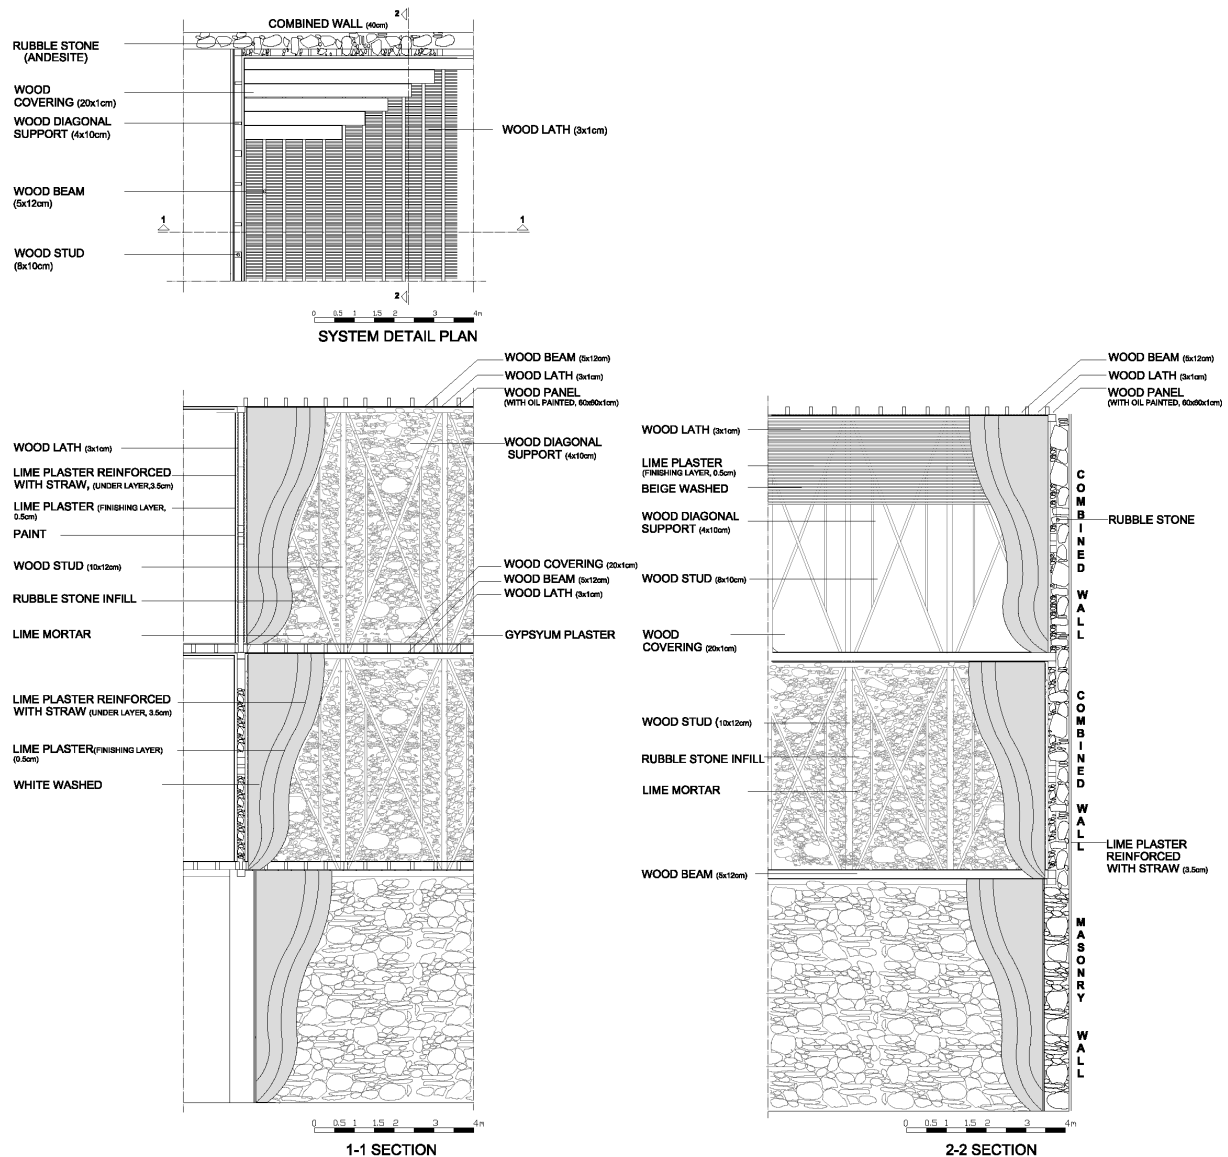 2
COMBINED WALL (40cm)
RUBBLE STONE
(ANDESITE)
WOOD
COVERING (20x1cm)
WOOD DIAGONAL
SUPPORT (4x10cm)
WOOD LATH (3x1cm)
WOOD BEAM
(5x12cm)
1
1
WOOD STUD
(8x10cm)
2
0 0.5 1 1.5 2 3 4m
SYSTEM DETAIL PLAN
WOOD BEAM (5x12cm)
WOOD LATH (3x1cm)
WOOD PANEL
(WITH OIL PAINTED, 60x60x1cm)
WOOD LATH (3x1cm)
WOOD DIAGONAL
SUPPORT (4x10cm)
LIME PLASTER REINFORCED
WITH STRAW, (UNDER LAYER,3.5cm)
LIME PLASTER (FINISHING LAYER,
0.5cm)
PAINT
WOOD STUD (10x12cm)
WOOD COVERING (20x1cm)
WOOD BEAM (5x12cm)
WOOD LATH (3x1cm)
RUBBLE STONE INFILL
LIME MORTAR
GYPSYUM PLASTER
LIME PLASTER REINFORCED
WITH STRAW (UNDER LAYER, 3.5cm)
LIME PLASTER(FINISHING LAYER)
(0.5cm)
WHITE WASHED
0 0.5 1 1.5 2 3 4m
1-1 SECTION
WOOD BEAM (5x12cm)
WOOD LATH (3x1cm)
WOOD PANEL
(WITH OIL PAINTED, 60x60x1cm)
WOOD LATH (3x1cm)
LIME PLASTER
(FINISHING LAYER, 0.5cm)
BEIGE WASHED
WOOD DIAGONAL
SUPPORT (4x10cm)
RUBBLE STONE
WOOD STUD (8x10cm)
WOOD
COVERING (20x1cm)
COMBINED WALL
WOOD STUD (10x12cm)
RUBBLE STONE INFILL
LIME MORTAR
COMBINED WALL
LIME PLASTER
REINFORCED
WITH STRAW (3.5cm)
WOOD BEAM (5x12cm)
MASONRY WALL
0 0.5 1 1.5 2 3 4m
2-2 SECTION